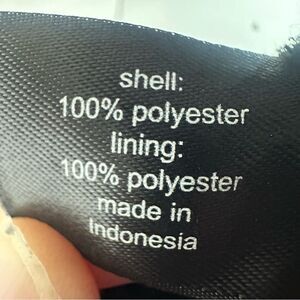 shell:
100% polyester
lining:
100% polyester
made in
Indonesia